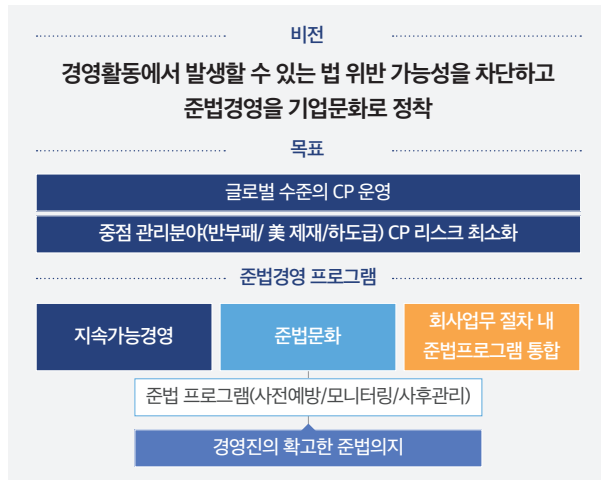 비전
경영활동에서 발생할 수 있는 법 위반 가능성을 차단하고
준법경영을 기업문화로 정착
목표
글로벌 수준의 CP 운영
중점 관리분야(반부패/ 美 제재/하도급) CP 리스크 최소화
준법경영 프로그램
지속가능경영
준법문화
회사업무 절차 내
준법프로그램 통합
준법 프로그램(사전예방/모니터링/사후관리)
경영진의 확고한 준법의지